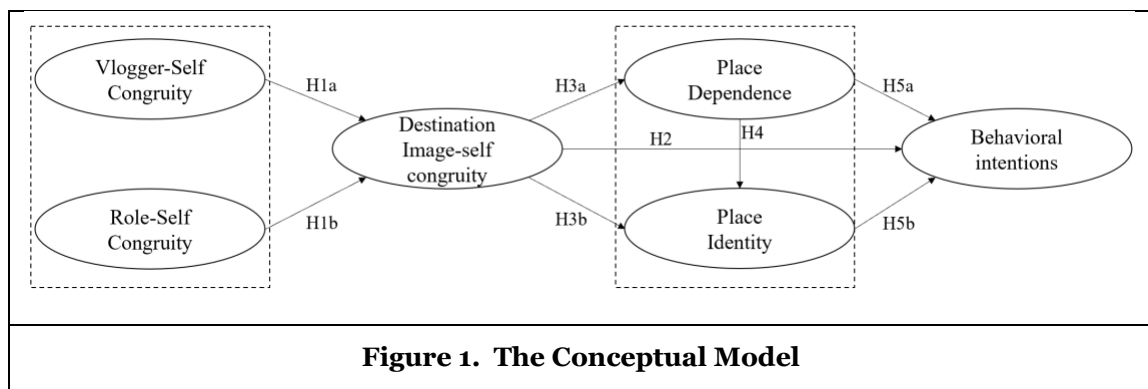 Vlogger-Self
Congruity
H1a
Role-Self
Congruity
H1b
Destination
Image-self
congruity
H3a
H2
H3b
Place
Dependence
H4
Place
Identity
H5a
H5b
Behavioral
intentions
Figure 1. The Conceptual Model